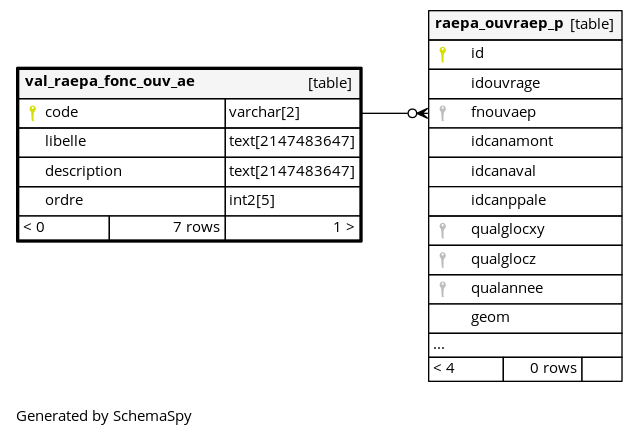 val_raepa_fonc_ouv_ae [table]
code varchar[2]
libelle text[2147483647]
description text[2147483647]
ordre int2[5]
< 0 7 rows 1 >
raepa_ouvraep_p [table]
id
idouvrage
fnouvaep
idcanamont
idcanaval
idcanppale
qualglocxy
qualglocz
qualannee
geom
...
< 4 0 rows
Generated by SchemaSpy